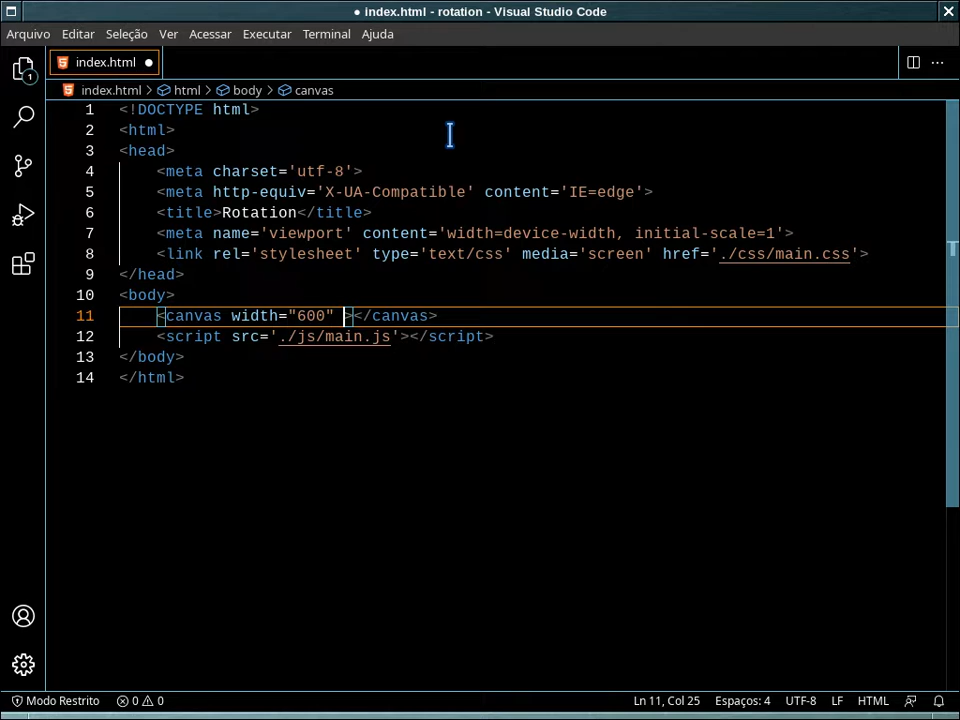 ● index.html - rotation - Visual Studio Code
Arquivo Editar Seleção Ver Acessar Executar Terminal Ajuda
index.html ●
index.html > html > body > canvas
1 <!DOCTYPE html>
2 <html>
3 <head>
4 <meta charset='utf-8'>
5 <meta http-equiv='X-UA-Compatible' content='IE=edge'>
6 <title>Rotation</title>
7 <meta name='viewport' content='width=device-width, initial-scale=1'>
8 <link rel='stylesheet' type='text/css' media='screen' href='./css/main.css'>
9 </head>
10 <body>
11 <canvas width="600" ></canvas>
12 <script src='./js/main.js'></script>
13 </body>
14 </html>
1
Modo Restrito 0 0 Ln 11, Col 25 Espaços: 4 UTF-8 LF HTML